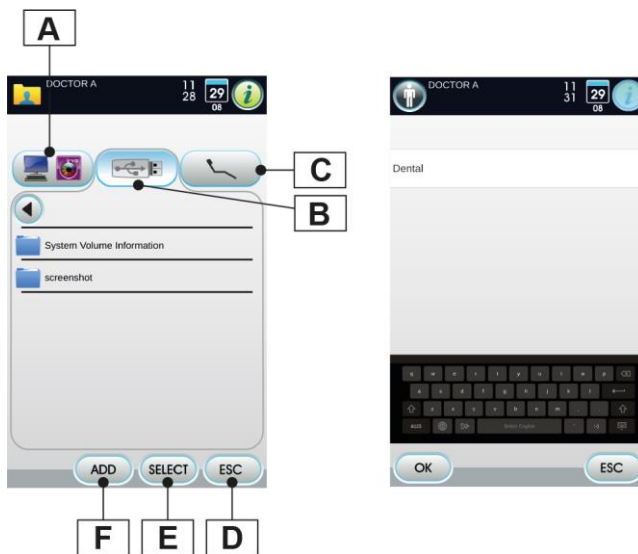 A
DOCTOR A
11
28
29
08
i
C
B
System Volume Information
screenshot
ADD
SELECT
ESC
F
E
D
DOCTOR A
11
31
29
08
i
Dental
q w e r t y u i o p
a s d f g h j k l
z x c v b n m , .
OK
ESC